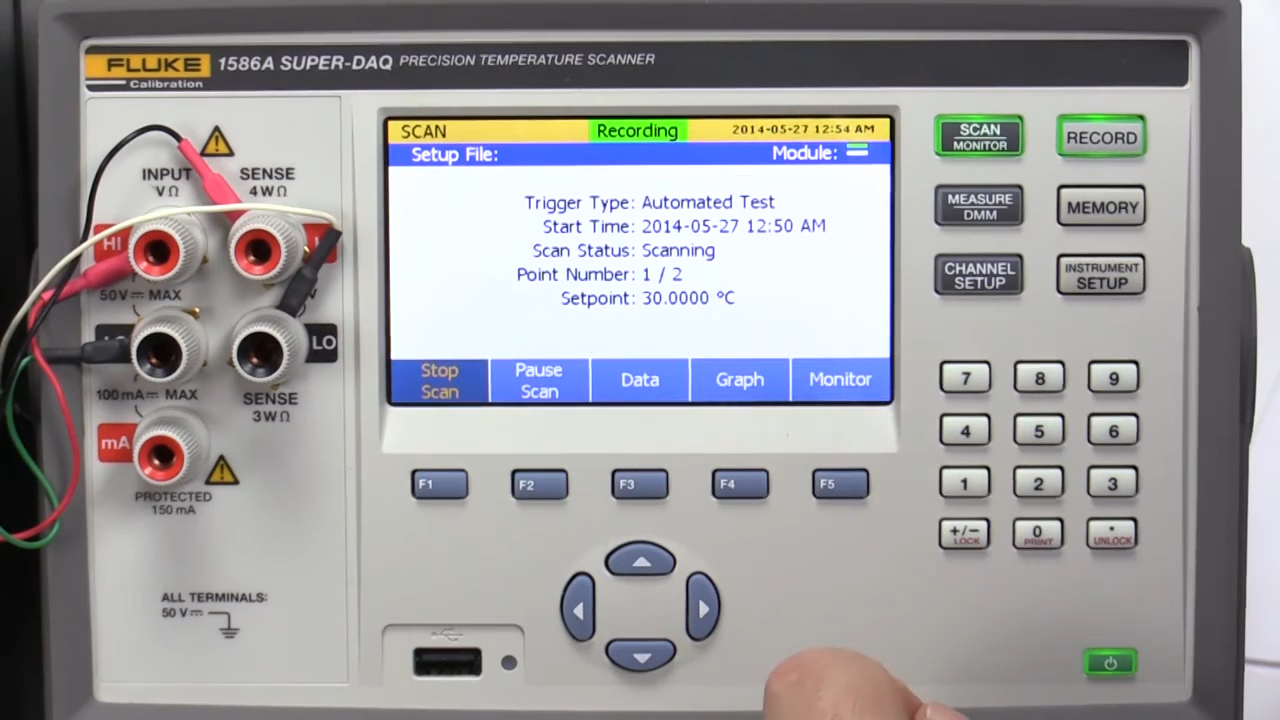 FLUKE
Calibration
1586A SUPER-DAQ PRECISION TEMPERATURE SCANNER
INPUT
VΩ
SENSE
4WΩ
HI
50V MAX
LO
100mA MAX
SENSE
3WΩ
mA
PROTECTED
150 mA
ALL TERMINALS:
50 V
SCAN
Recording
2014-05-27 12:54 AM
Setup File:
Module:
Trigger Type: Automated Test
Start Time: 2014-05-27 12:50 AM
Scan Status: Scanning
Point Number: 1 / 2
Setpoint: 30.0000 °C
Stop Scan
Pause Scan
Data
Graph
Monitor
F1
F2
F3
F4
F5
SCAN
MONITOR
RECORD
MEASURE
DMM
MEMORY
CHANNEL
SETUP
INSTRUMENT
SETUP
7
8
9
4
5
6
1
2
3
+/−
LOCK
0
PRINT
.
UNLOCK